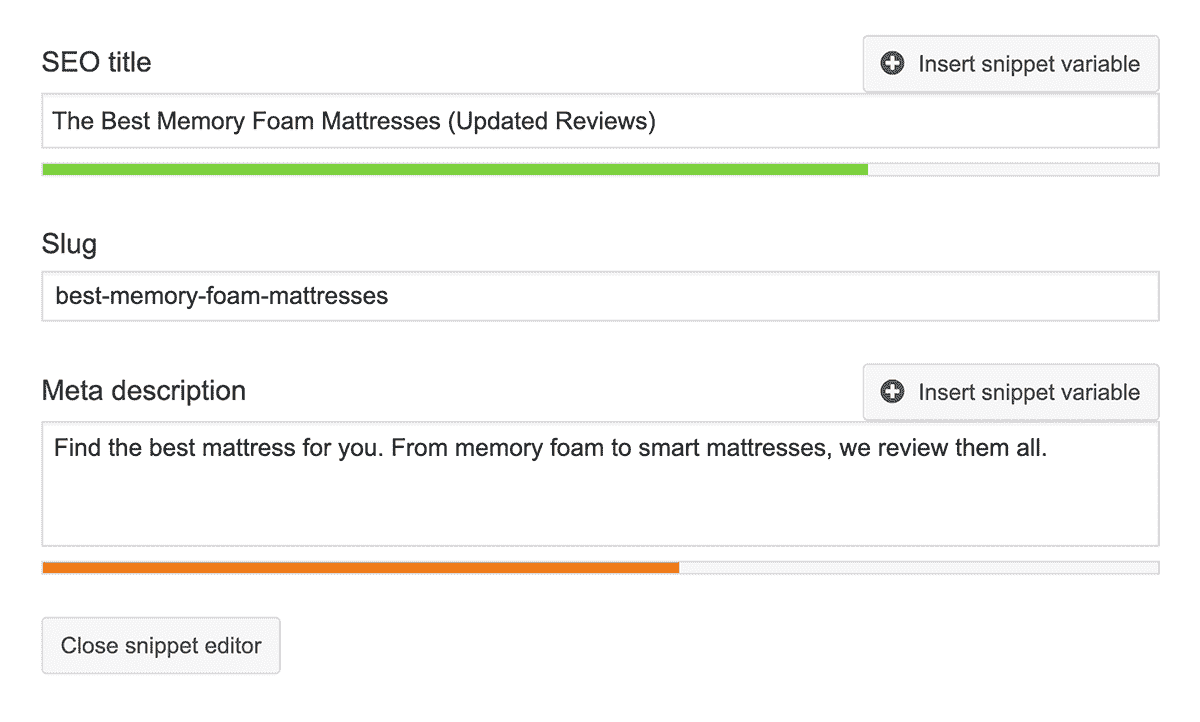 SEO title
Insert snippet variable
The Best Memory Foam Mattresses (Updated Reviews)
Slug
best-memory-foam-mattresses
Meta description
Insert snippet variable
Find the best mattress for you. From memory foam to smart mattresses, we review them all.
Close snippet editor